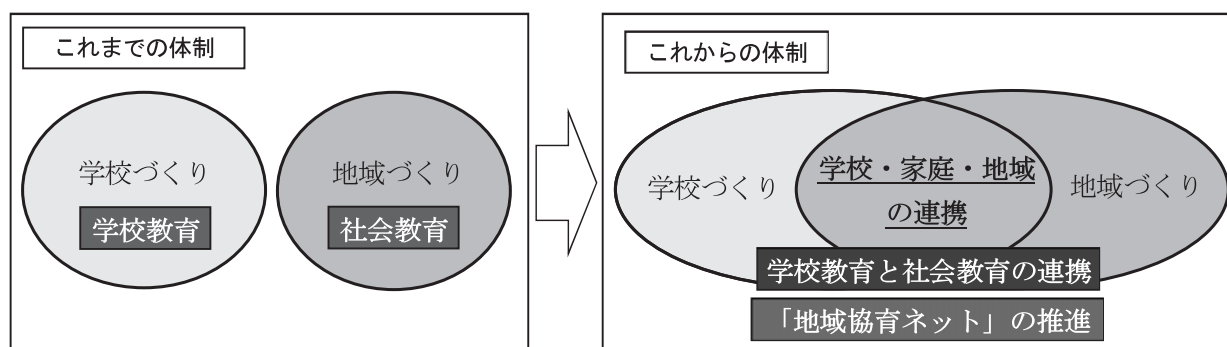 これまでの体制
学校づくり
学校教育
地域づくり
社会教育
これからの体制
学校づくり
学校・家庭・地域
の連携
地域づくり
学校教育と社会教育の連携
「地域協育ネット」の推進